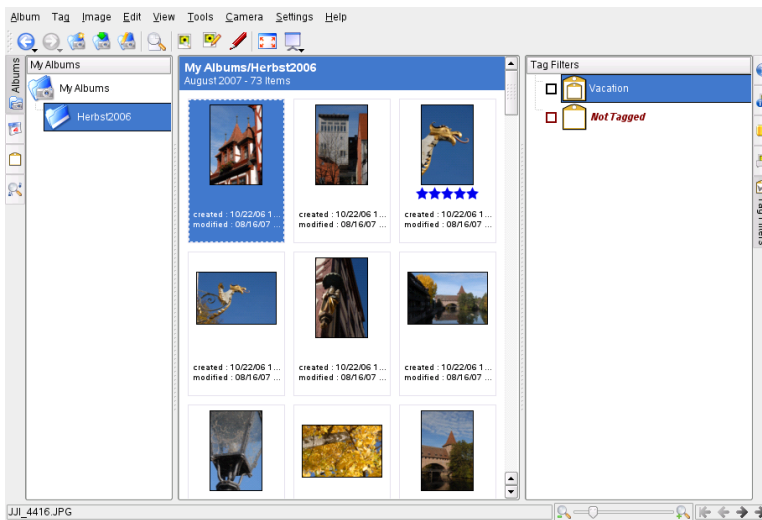 Album Tag Image Edit View Tools Camera Settings Help
Albums
My Albums
My Albums
Herbst2006
My Albums/Herbst2006
August 2007 - 73 Items
created : 10/22/06 1...
modified : 08/16/07 ...
created : 10/22/06 1...
modified : 08/16/07 ...
created : 10/22/06 1...
modified : 08/16/07 ...
created : 10/22/06 1...
modified : 08/16/07 ...
created : 10/22/06 1...
modified : 08/16/07 ...
created : 10/22/06 1...
modified : 08/16/07 ...
Tag Filters
Vacation
Not Tagged
Tag Filters
JJI_4416.JPG